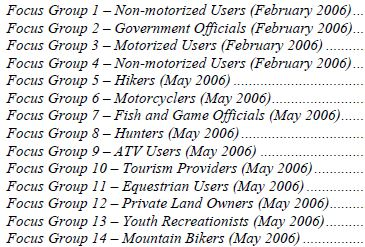 Focus Group 1 – Non-motorized Users (February 2006)...
Focus Group 2 – Government Officials (February 2006)...
Focus Group 3 – Motorized Users (February 2006) ..........
Focus Group 4 – Non-motorized Users (February 2006)...
Focus Group 5 – Hikers (May 2006)...........................
Focus Group 6 – Motorcyclers (May 2006)...................
Focus Group 7 – Fish and Game Officials (May 2006)......
Focus Group 8 – Hunters (May 2006) .........................
Focus Group 9 – ATV Users (May 2006) .....................
Focus Group 10 – Tourism Providers (May 2006)............
Focus Group 11 – Equestrian Users (May 2006) .............
Focus Group 12 – Private Land Owners (May 2006)........
Focus Group 13 – Youth Recreationists (May 2006).........
Focus Group 14 – Mountain Bikers (May 2006) .............